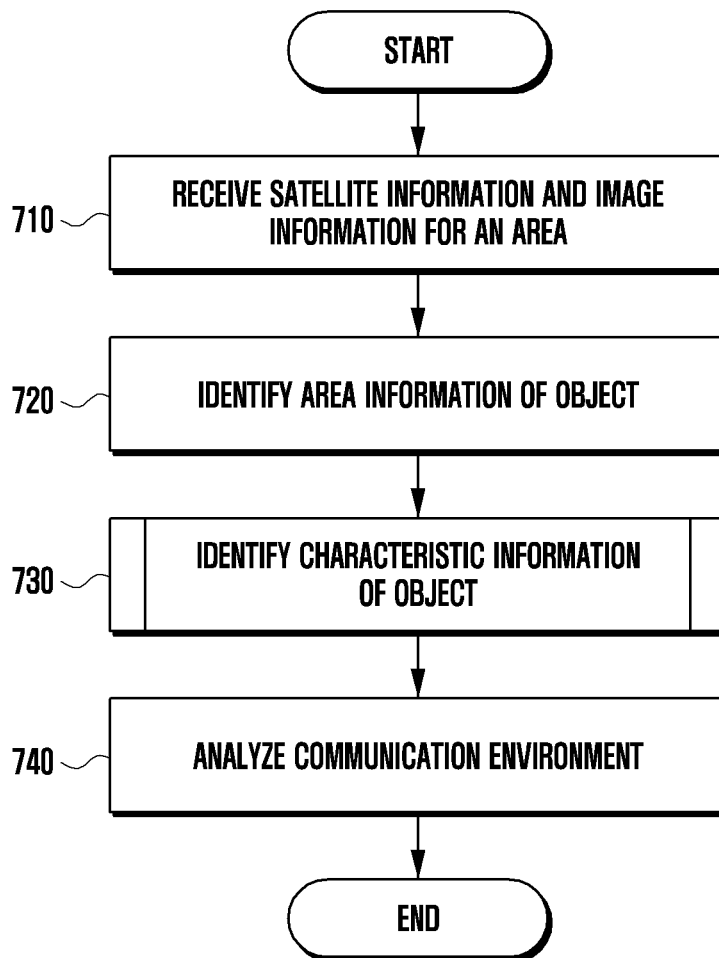 START
710
RECEIVE SATELLITE INFORMATION AND IMAGE
INFORMATION FOR AN AREA
720
IDENTIFY AREA INFORMATION OF OBJECT
730
IDENTIFY CHARACTERISTIC INFORMATION
OF OBJECT
740
ANALYZE COMMUNICATION ENVIRONMENT
END